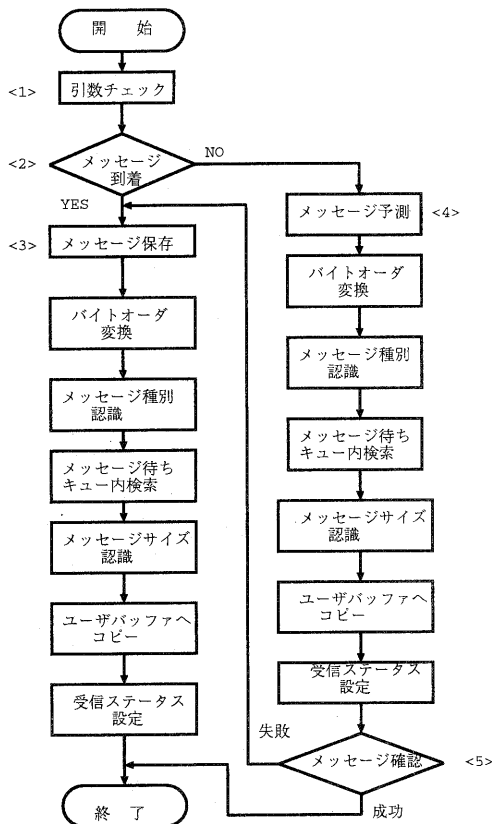 開 始
<1>
引数チェック
<2>
メッセージ
到着
NO
YES
<3>
メッセージ保存
バイトオーダ
変換
メッセージ種別
認識
メッセージ待ち
キュー内検索
メッセージサイズ
認識
ユーザバッファへ
コピー
受信ステータス
設定
終 了
メッセージ予測
<4>
バイトオーダ
変換
メッセージ種別
認識
メッセージ待ち
キュー内検索
メッセージサイズ
認識
ユーザバッファへ
コピー
受信ステータス
設定
失敗
メッセージ確認
<5>
成功